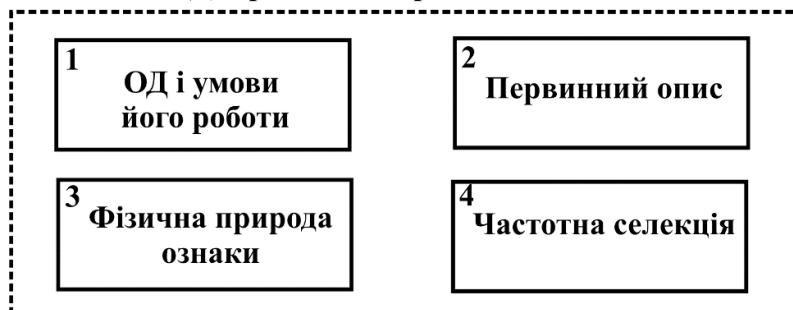 1
ОД і умови
його роботи
2
Первинний опис
3
Фізична природа
ознаки
4
Частотна селекція